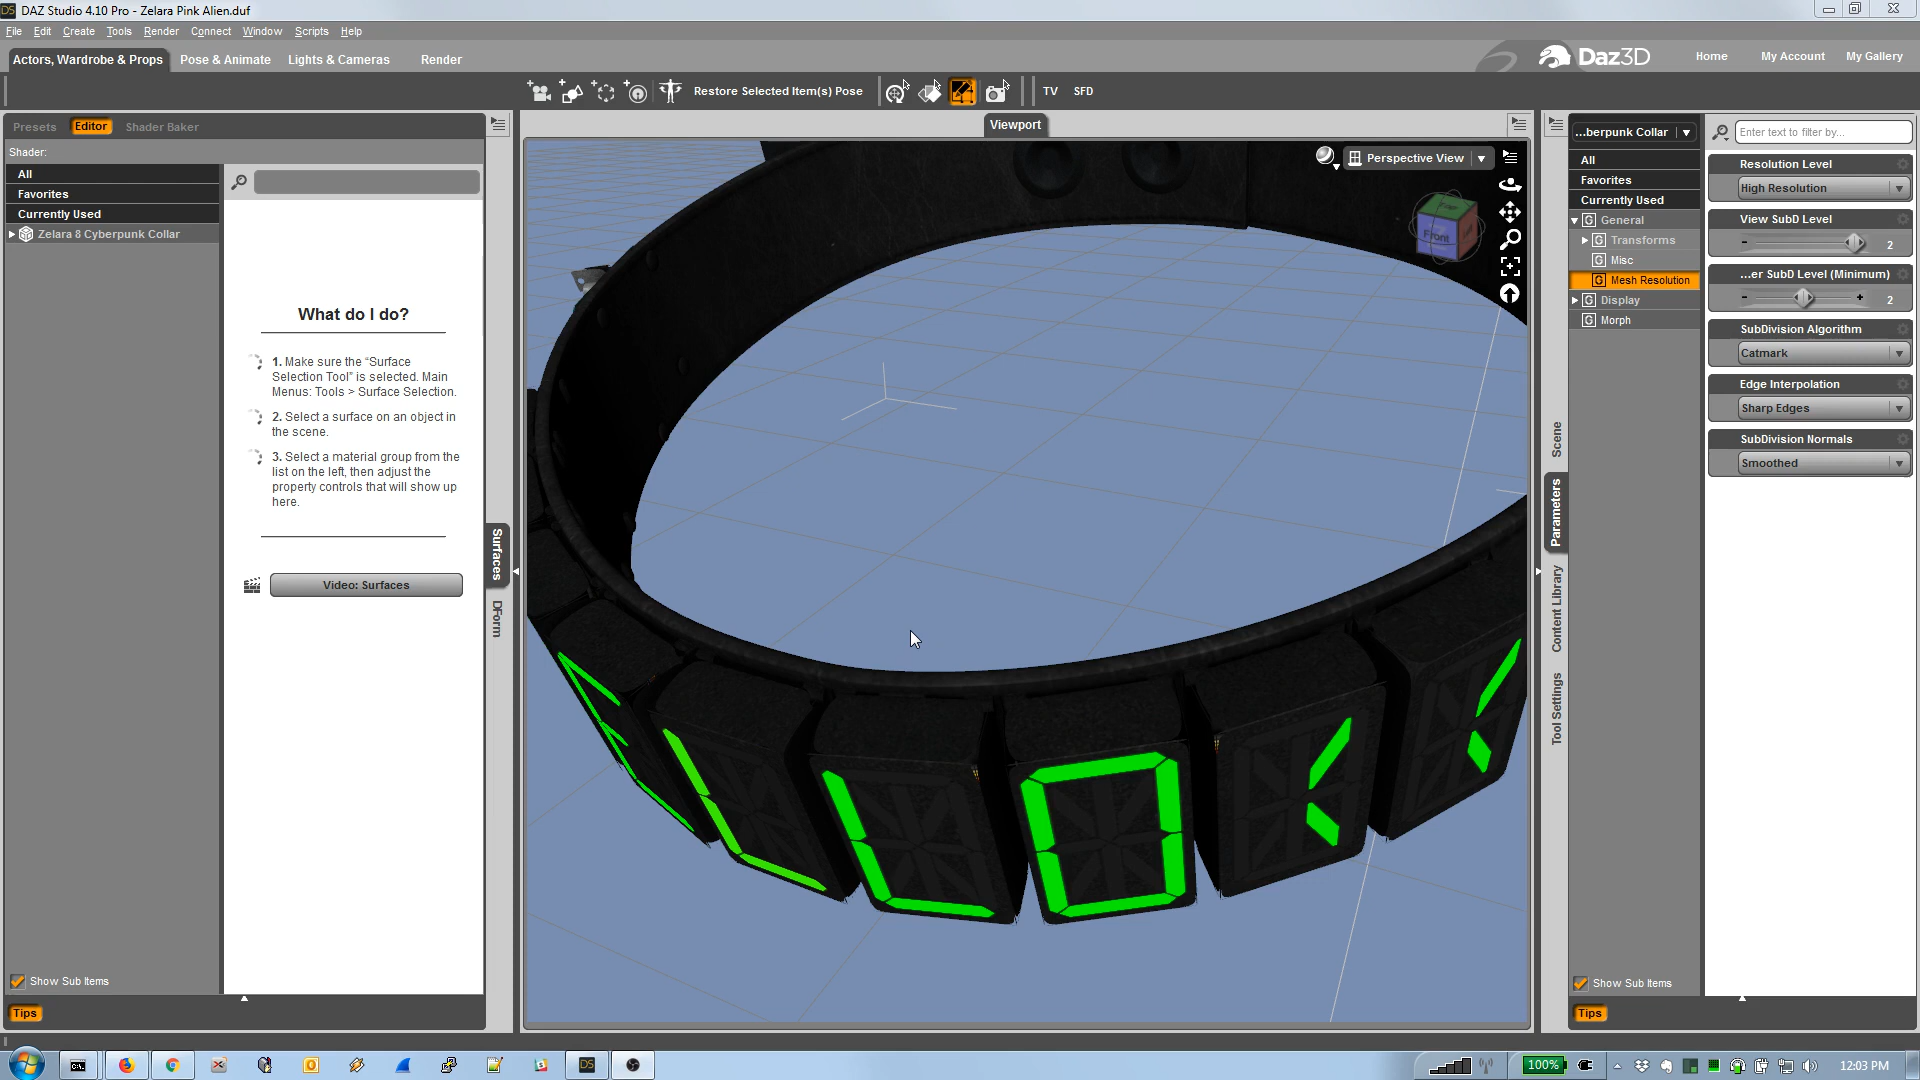 DAZ Studio 4.10 Pro - Zelara Pink Alien.duf
File Edit Create Tools Render Connect Window Scripts Help
Actors, Wardrobe & Props Pose & Animate Lights & Cameras Render
Daz3D
Home My Account My Gallery
Restore Selected Item(s) Pose
TV SFD
Presets Editor Shader Baker
Shader:
All
Favorites
Currently Used
Zelara 8 Cyberpunk Collar
What do I do?
1. Make sure the “Surface
Selection Tool” is selected. Main
Menus: Tools > Surface Selection.
2. Select a surface on an object in
the scene.
3. Select a material group from the
list on the left, then adjust the
property controls that will show up
here.
Video: Surfaces
Show Sub Items
Tips
Surfaces
DForm
Viewport
Perspective View
Front
Scene
Parameters
Content Library
Tool Settings
...berpunk Collar
All
Favorites
Currently Used
General
Transforms
Misc
Mesh Resolution
Display
Morph
Show Sub Items
Tips
Enter text to filter by...
Resolution Level
High Resolution
View SubD Level
2
...er SubD Level (Minimum)
2
SubDivision Algorithm
Catmark
Edge Interpolation
Sharp Edges
SubDivision Normals
Smoothed
100%
12:03 PM